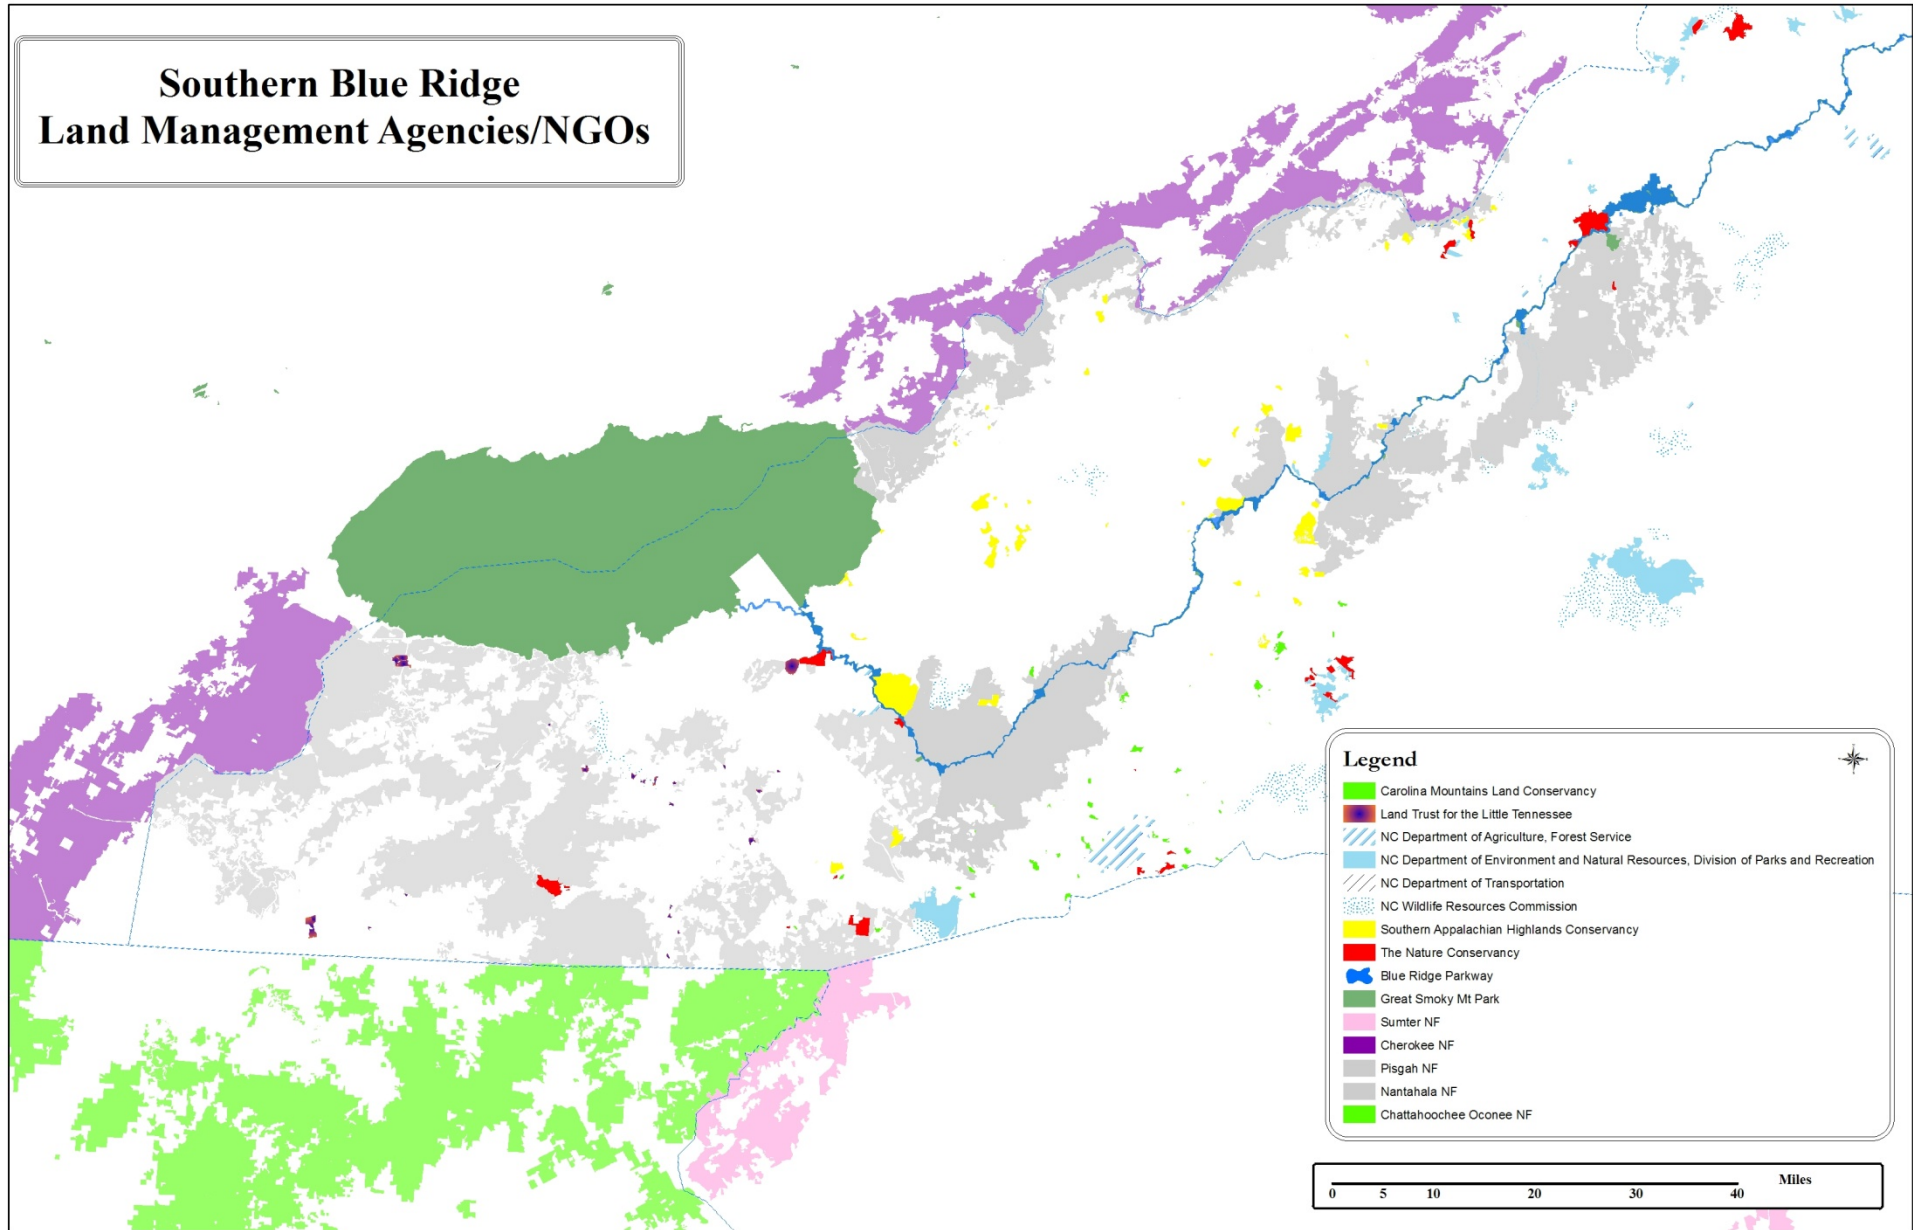 Southern Blue Ridge
Land Management Agencies/NGOs
Legend
Carolina Mountains Land Conservancy
Land Trust for the Little Tennessee
NC Department of Agriculture, Forest Service
NC Department of Environment and Natural Resources, Division of Parks and Recreation
NC Department of Transportation
NC Wildlife Resources Commission
Southern Appalachian Highlands Conservancy
The Nature Conservancy
Blue Ridge Parkway
Great Smoky Mt Park
Sumter NF
Cherokee NF
Pisgah NF
Nantahala NF
Chattahoochee Oconee NF
Miles
0 5 10 20 30 40